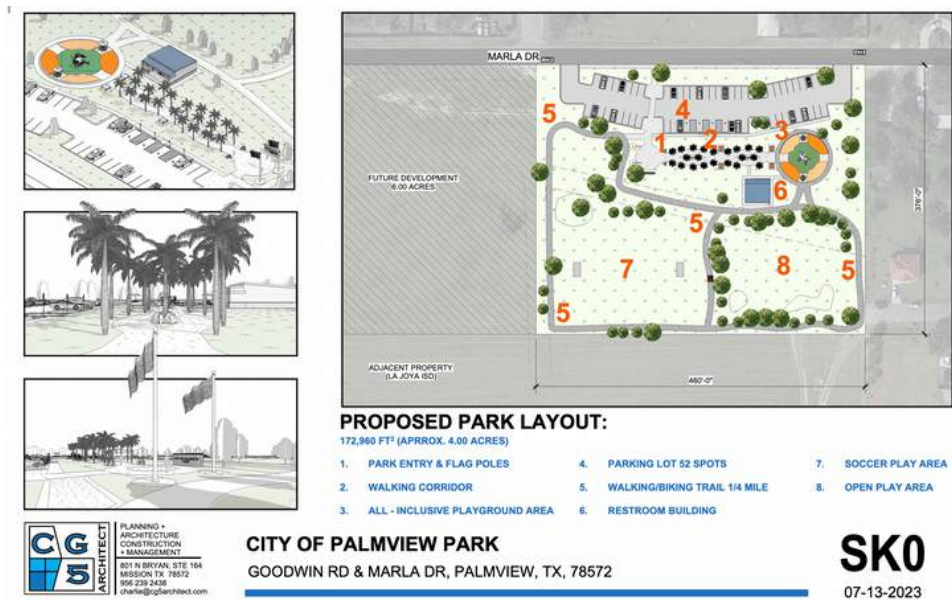 MARLA DR
FUTURE DEVELOPMENT
6.00 ACRES
5
4
3
1
2
6
5
7
8
5
5
376'-0"
ADJACENT PROPERTY
(LA JOYA ISD)
460'-0"
PROPOSED PARK LAYOUT:
172,960 FT² (APRROX. 4.00 ACRES)
1. PARK ENTRY & FLAG POLES
2. WALKING CORRIDOR
3. ALL - INCLUSIVE PLAYGROUND AREA
4. PARKING LOT 52 SPOTS
5. WALKING/BIKING TRAIL 1/4 MILE
6. RESTROOM BUILDING
7. SOCCER PLAY AREA
8. OPEN PLAY AREA
CG5 ARCHITECT
PLANNING +
ARCHITECTURE
CONSTRUCTION
+ MANAGEMENT
801 N BRYAN, STE 164
MISSION TX 78572
956 239 2438
charlie@cg5architect.com
CITY OF PALMVIEW PARK
GOODWIN RD & MARLA DR, PALMVIEW, TX, 78572
SK0
07-13-2023